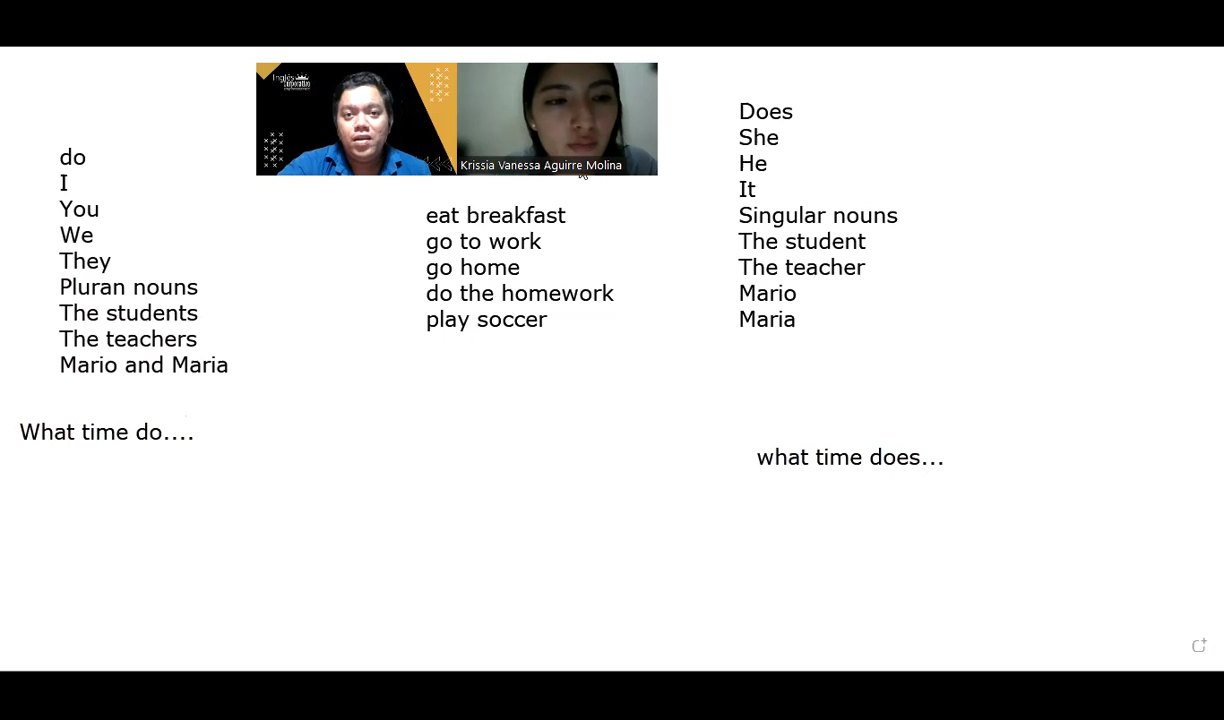 Inglés
Corporativo
Krissia Vanessa Aguirre Molina
do
I
You
We
They
Pluran nouns
The students
The teachers
Mario and Maria
What time do....
eat breakfast
go to work
go home
do the homework
play soccer
Does
She
He
It
Singular nouns
The student
The teacher
Mario
Maria
what time does...